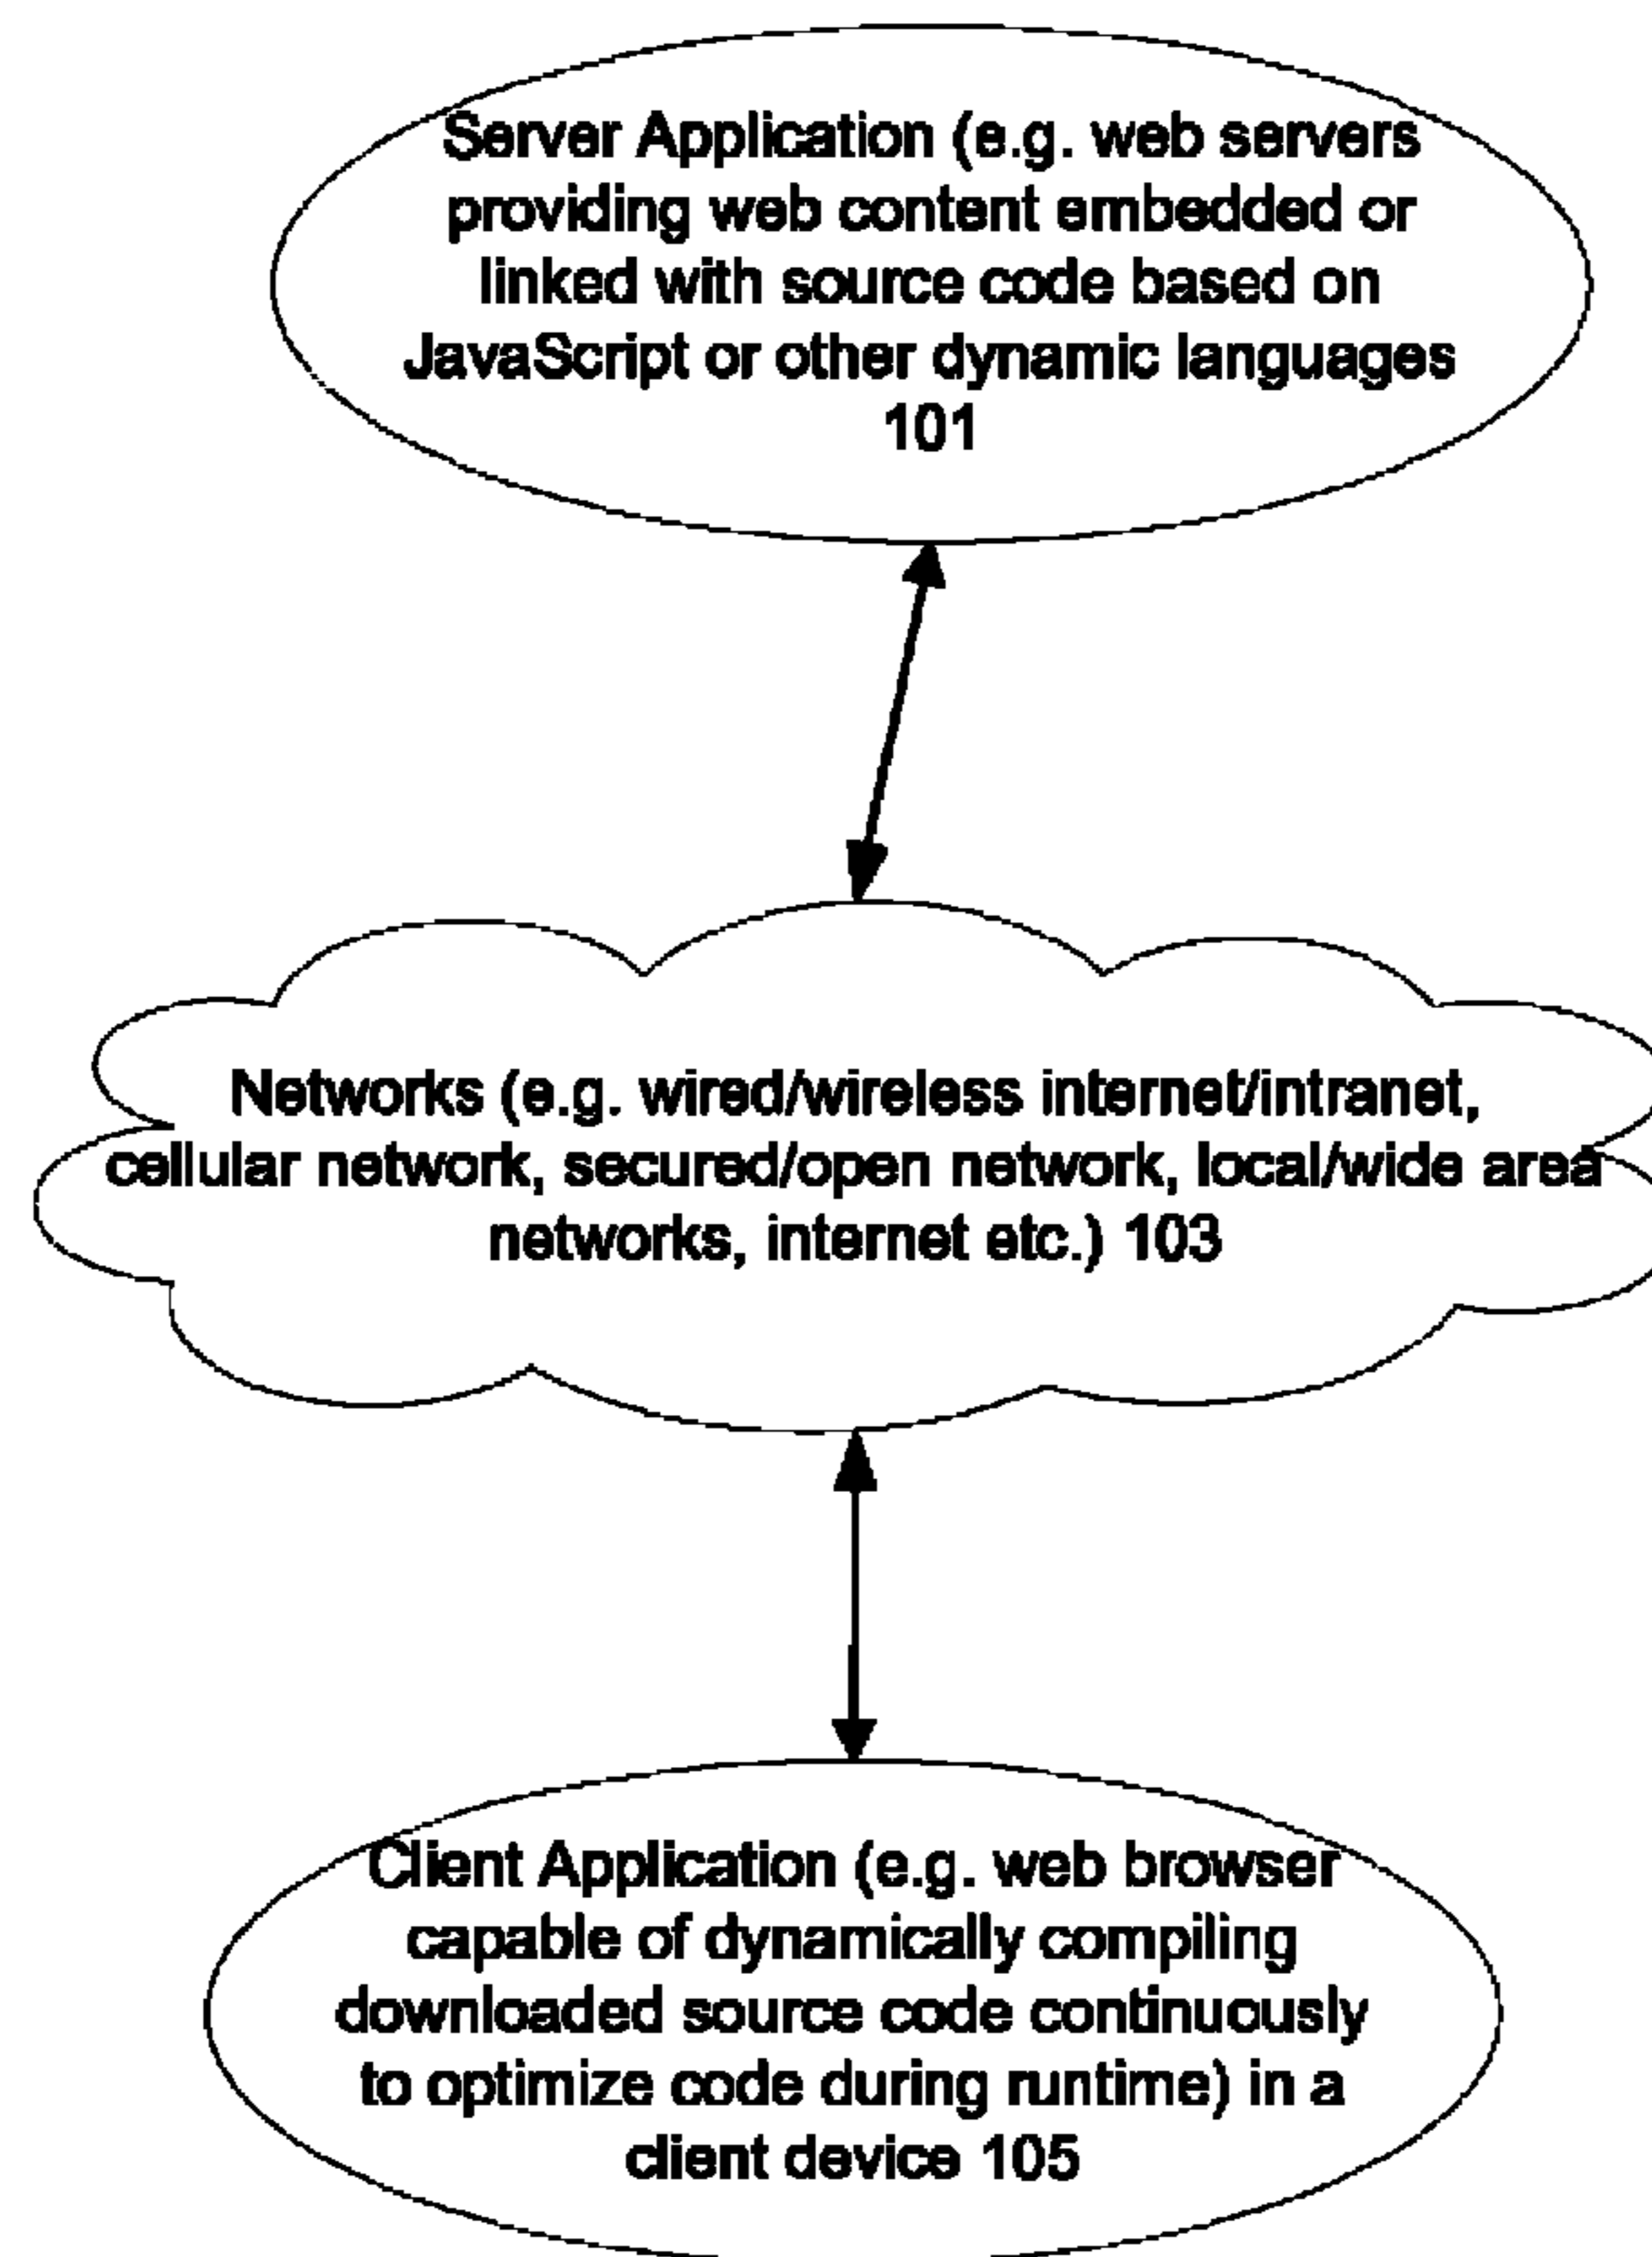 Server Application (e.g. web servers
providing web content embedded or
linked with source code based on
JavaScript or other dynamic languages
101
Networks (e.g. wired/wireless internet/intranet,
cellular network, secured/open network, local/wide area
networks, internet etc.) 103
Client Application (e.g. web browser
capable of dynamically compiling
downloaded source code continuously
to optimize code during runtime) in a
client device 105